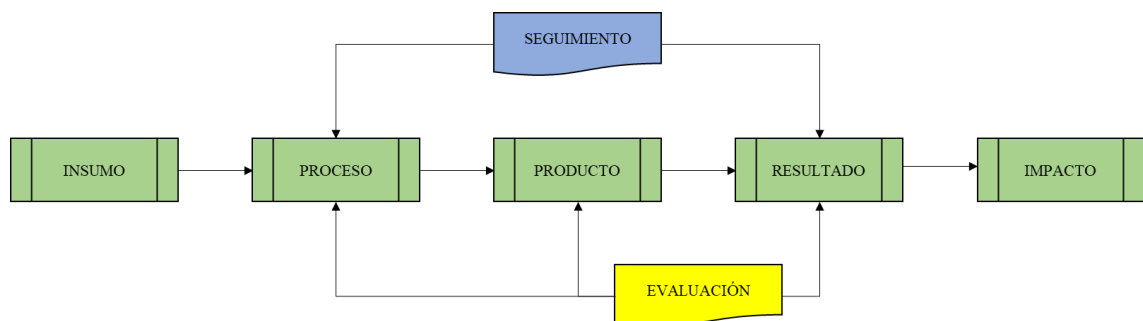 SEGUIMIENTO
INSUMO
PROCESO
PRODUCTO
RESULTADO
IMPACTO
EVALUACIÓN